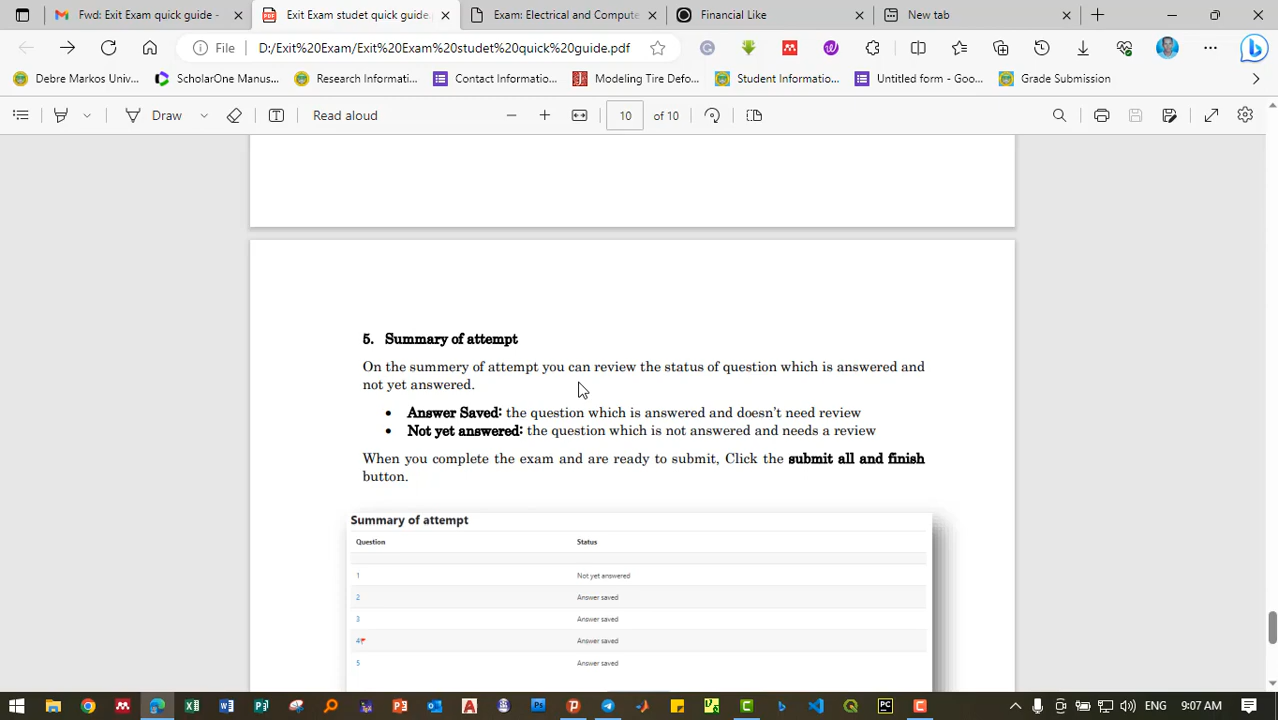 Fwd: Exit Exam quick guide -
Exit Exam student quick guide
Exam: Electrical and Compute
Financial Like
New tab
File
D:/Exit%20Exam/Exit%20Exam%20studet%20quick%20guide.pdf
Debre Markos Univ...
ScholarOne Manus...
Research Informati...
Contact Informatio...
Modeling Tire Defo...
Student Informatio...
Untitled form - Goo...
Grade Submission
Draw
Read aloud
10
of 10
5. Summary of attempt
On the summery of attempt you can review the status of question which is answered and
not yet answered.
• Answer Saved: the question which is answered and doesn't need review
• Not yet answered: the question which is not answered and needs a review
When you complete the exam and are ready to submit, Click the submit all and finish
button.
Summary of attempt
Question Status
1 Not yet answered
2 Answer saved
3 Answer saved
4 Answer saved
5 Answer saved
ENG
9:07 AM